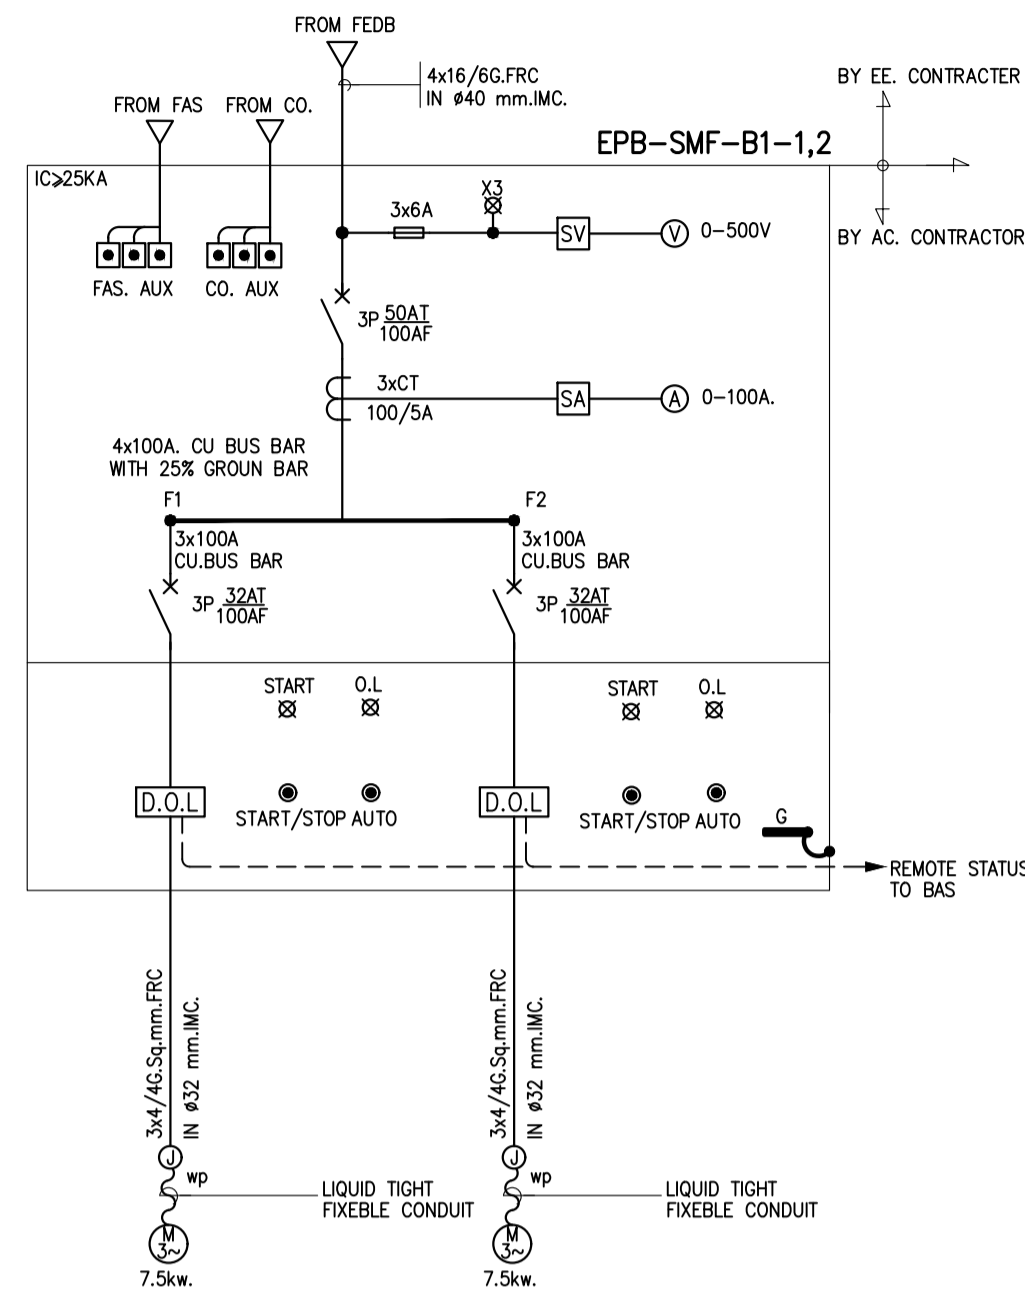 FROM FEDB
4x16/6G.FRC
IN ø40 mm.IMC.
BY EE. CONTRACTER
FROM FAS
FROM CO.
EPB-SMF-B1-1,2
IC≥25KA
X3
3x6A
SV
V
0-500V
BY AC. CONTRACTOR
FAS. AUX
CO. AUX
3P 50AT
100AF
3xCT
100/5A
SA
A
0-100A.
4x100A. CU BUS BAR
WITH 25% GROUN BAR
F1
F2
3x100A
CU.BUS BAR
3x100A
CU.BUS BAR
3P 32AT
100AF
3P 32AT
100AF
START
O.L
START
O.L
D.O.L
START/STOP
AUTO
D.O.L
START/STOP
AUTO
G
REMOTE STATUS
TO BAS
3x4/4G.Sq.mm.FRC
IN ø32 mm.IMC.
3x4/4G.Sq.mm.FRC
IN ø32 mm.IMC.
J
wp
J
wp
LIQUID TIGHT
FIXEBLE CONDUIT
LIQUID TIGHT
FIXEBLE CONDUIT
M
3~
M
3~
7.5kw.
7.5kw.